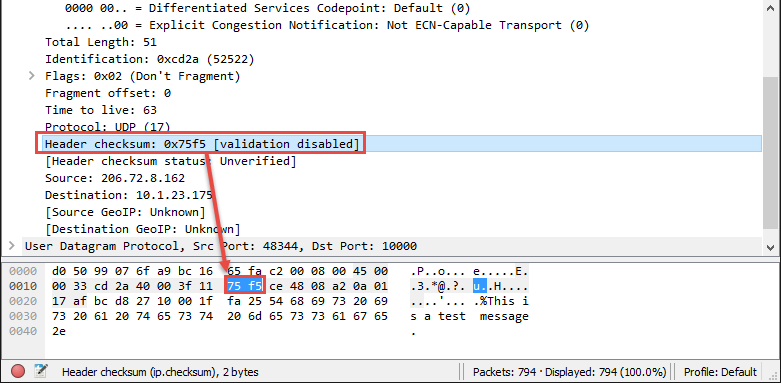 0000 00.. = Differentiated Services Codepoint: Default (0)
.... ..00 = Explicit Congestion Notification: Not ECN-Capable Transport (0)
Total Length: 51
Identification: 0xcd2a (52522)
Flags: 0x02 (Don't Fragment)
Fragment offset: 0
Time to live: 63
Protocol: UDP (17)
Header checksum: 0x75f5 [validation disabled]
[Header checksum status: Unverified]
Source: 206.72.8.162
Destination: 10.1.23.175
[Source GeoIP: Unknown]
[Destination GeoIP: Unknown]
User Datagram Protocol, Src Port: 48344, Dst Port: 10000
0000 d0 50 99 07 6f a9 bc 16 65 fa c2 00 08 00 45 00 .P..o... e.....E.
0010 00 33 cd 2a 40 00 3f 11 75 f5 ce 48 08 a2 0a 01 .3.*@.?. u..H....
0020 17 af bc d8 27 10 00 1f fa 25 54 68 69 73 20 69 ....'... .%This i
0030 73 20 61 20 74 65 73 74 20 6d 65 73 73 61 67 65 s a test message
0040 2e .
Header checksum (ip.checksum), 2 bytes
Packets: 794 · Displayed: 794 (100.0%)
Profile: Default